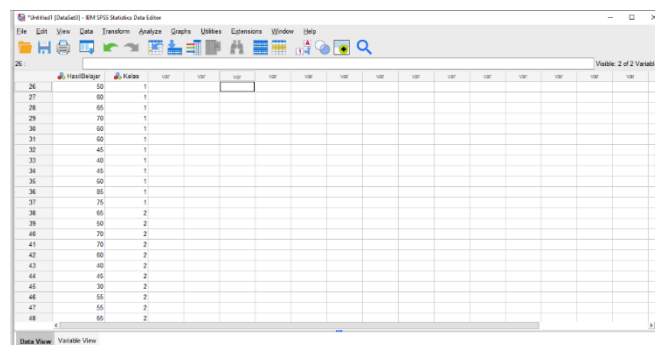 *Untitled1 [DataSet0] - IBM SPSS Statistics Data Editor
File Edit View Data Transform Analyze Graphs Utilities Extensions Window Help
26 :
Visible: 2 of 2 Variabl
HasilBelajar Kelas var var var var var var var var var var var var var var
26 50 1
27 60 1
28 65 1
29 70 1
30 60 1
31 60 1
32 45 1
33 40 1
34 45 1
35 60 1
36 85 1
37 75 1
38 65 2
39 50 2
40 70 2
41 70 2
42 60 2
43 40 2
44 45 2
45 30 2
46 55 2
47 55 2
48 65 2
Data View Variable View